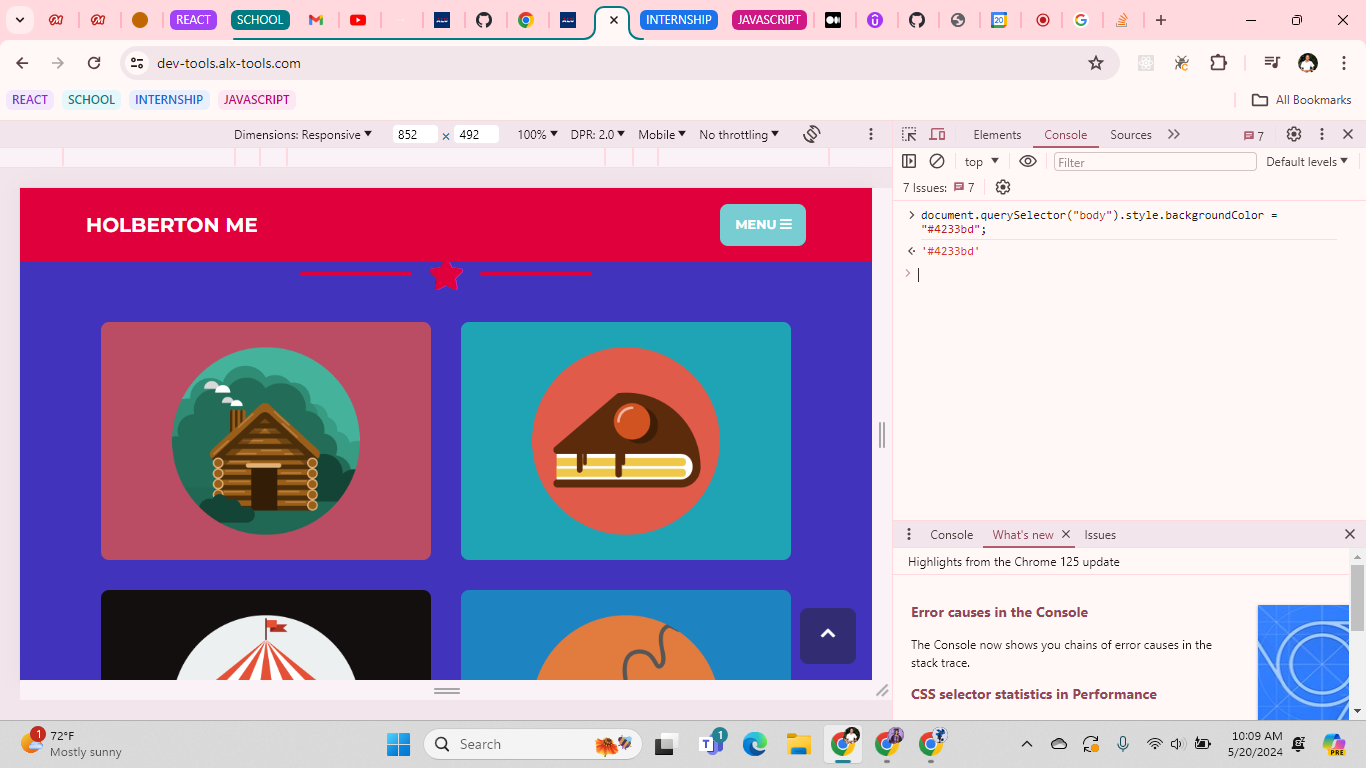 REACT
SCHOOL
INTERNSHIP
JAVASCRIPT
20
dev-tools.alx-tools.com
REACT
SCHOOL
INTERNSHIP
JAVASCRIPT
All Bookmarks
Dimensions: Responsive
852
×
492
100%
DPR: 2.0
Mobile
No throttling
Elements
Console
Sources
7
top
Filter
Default levels
7 Issues:
7
HOLBERTON ME
MENU
document.querySelector("body").style.backgroundColor =
"#4233bd";
'#4233bd'
Console
What's new
Issues
Highlights from the Chrome 125 update
Error causes in the Console
The Console now shows you chains of error causes in the
stack trace.
CSS selector statistics in Performance
1
72°F
Mostly sunny
Search
1
10:09 AM
5/20/2024
PRE